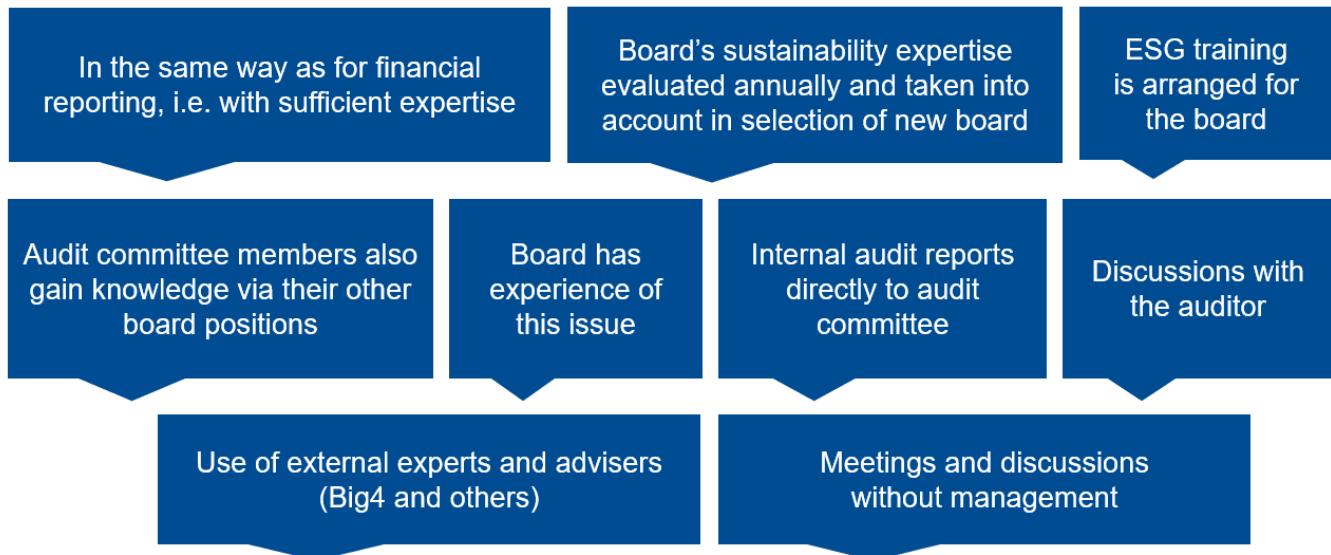 In the same way as for financial
reporting, i.e. with sufficient expertise
Board's sustainability expertise
evaluated annually and taken into
account in selection of new board
ESG training
is arranged for
the board
Audit committee members also
gain knowledge via their other
board positions
Board has
experience of
this issue
Internal audit reports
directly to audit
committee
Discussions with
the auditor
Use of external experts and advisers
(Big4 and others)
Meetings and discussions
without management